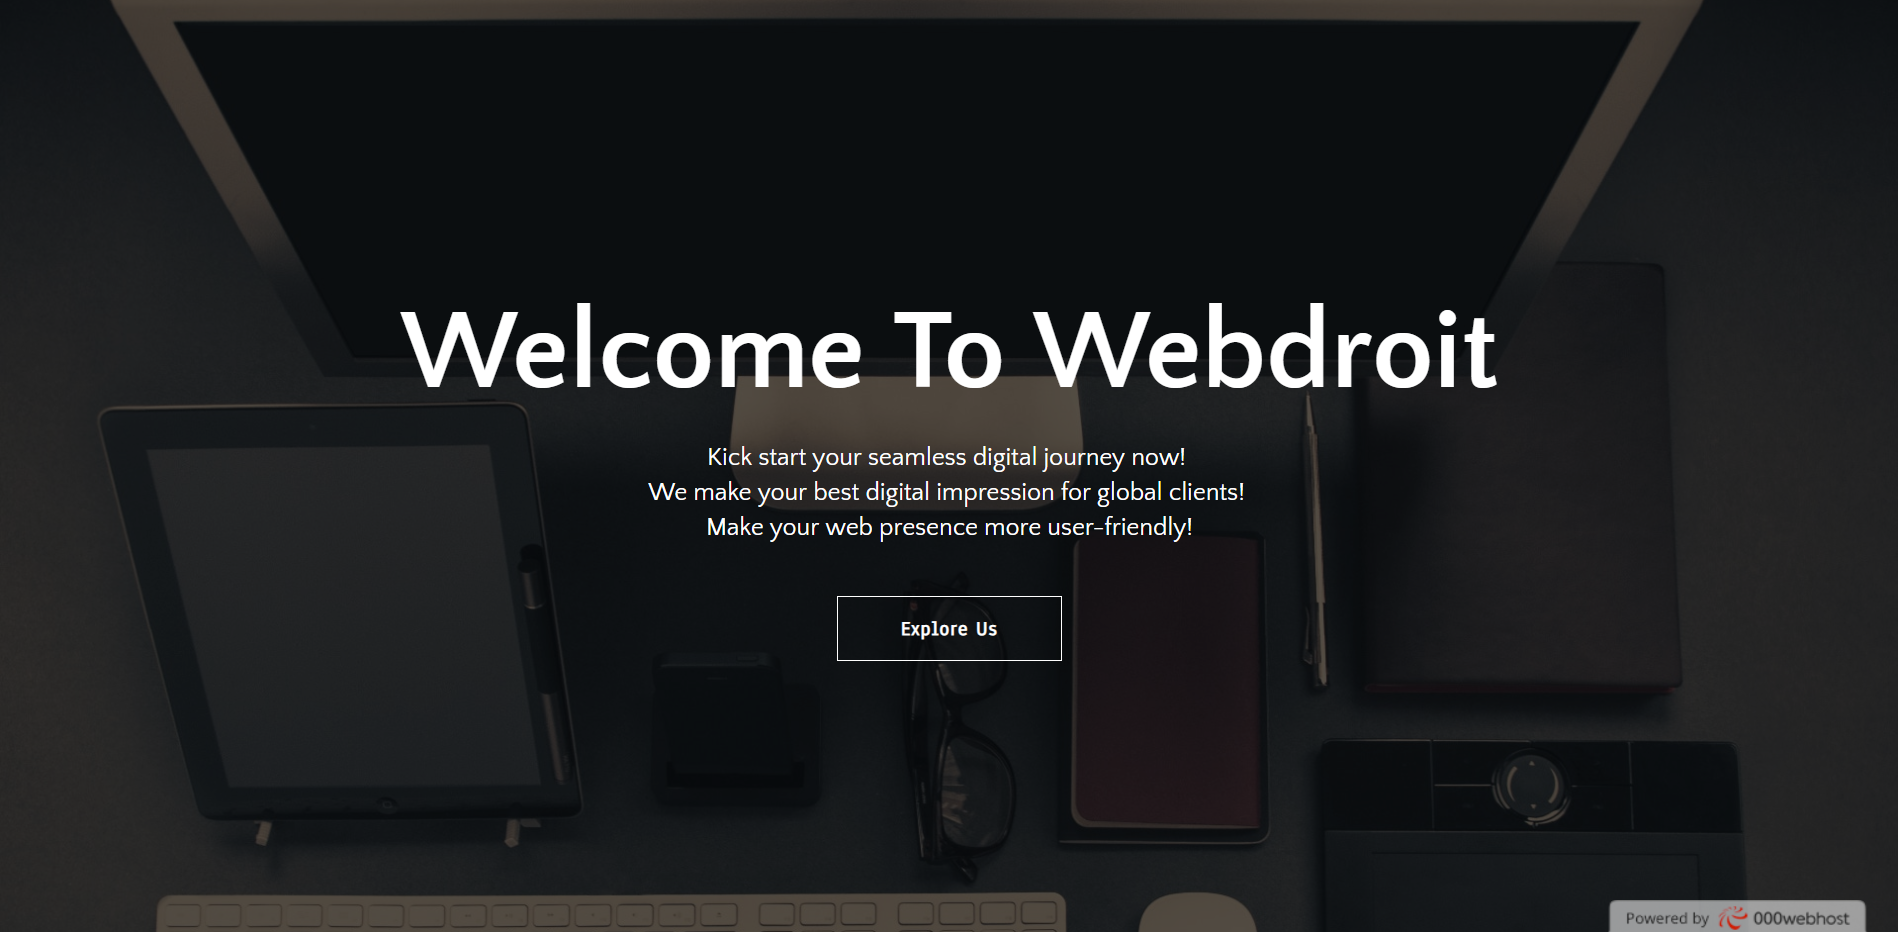 Welcome To Webdroit
Kick start your seamless digital journey now!
We make your best digital impression for global clients!
Make your web presence more user-friendly!
Explore Us
Powered by 000webhost